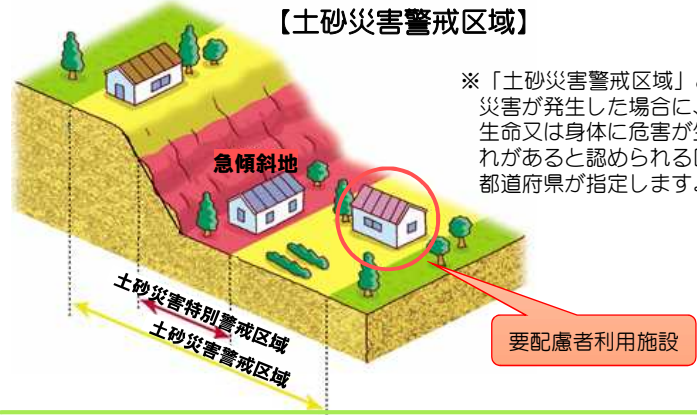 【土砂災害警戒区域】
※「土砂災害警戒区域」
災害が発生した場合に、
生命又は身体に危害が
れがあると認められる
都道府県が指定します。
急傾斜地
土砂災害特別警戒区域
土砂災害警戒区域
要配慮者利用施設